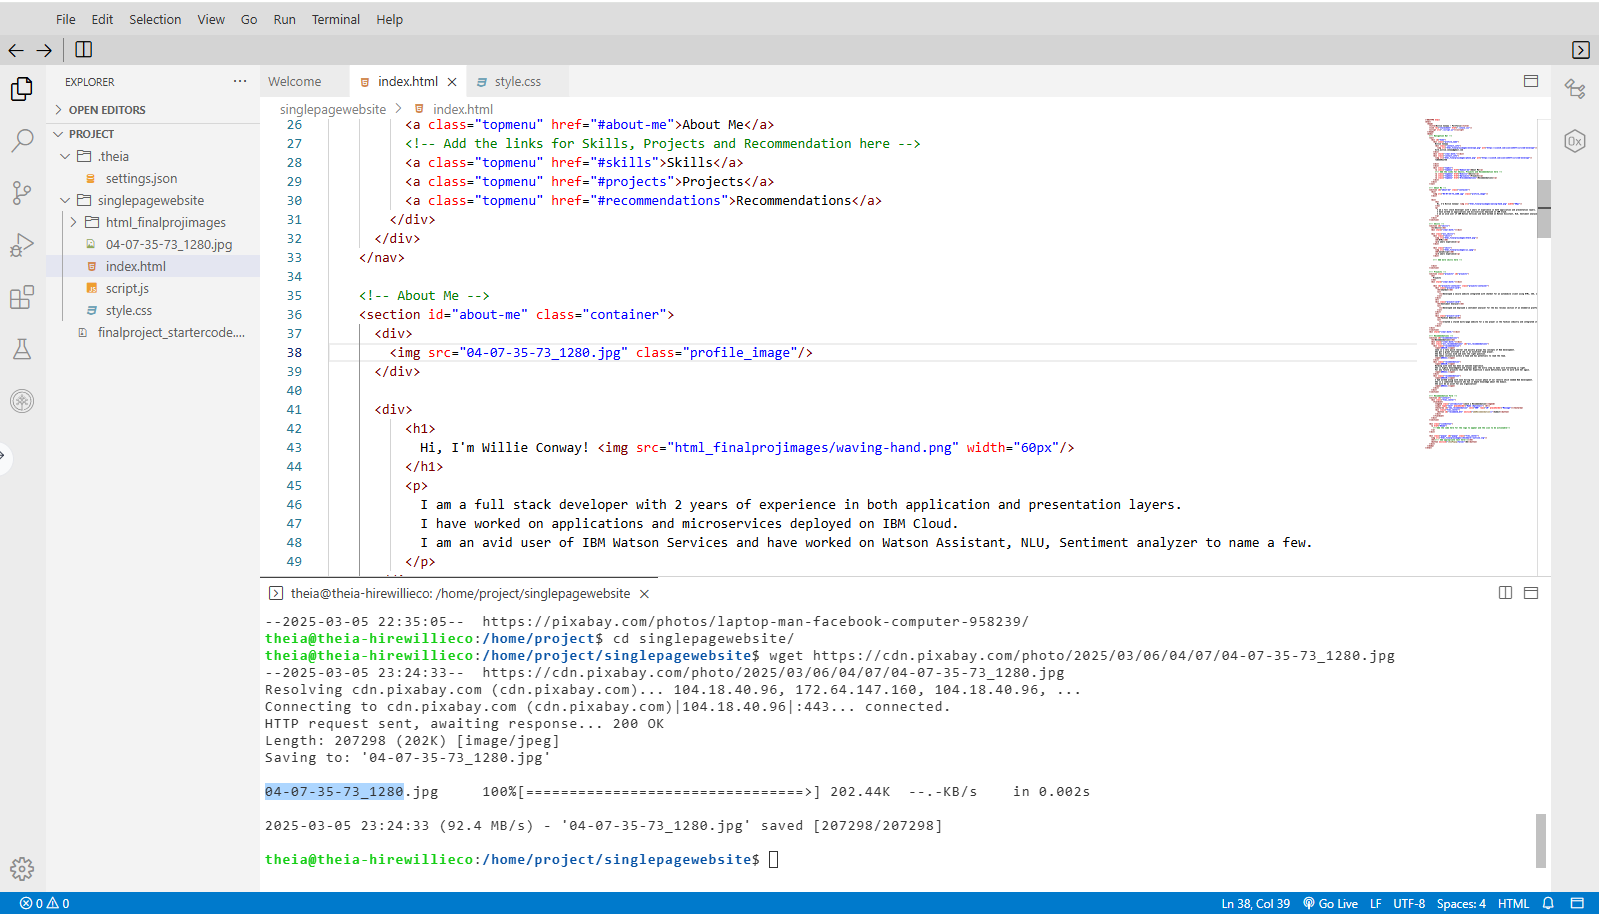 File Edit Selection View Go Run Terminal Help
EXPLORER
OPEN EDITORS
PROJECT
.theia
settings.json
singlepagewebsite
html_finalprojimages
04-07-35-73_1280.jpg
index.html
script.js
style.css
finalproject_startercode....
Welcome index.html style.css
singlepagewebsite > index.html
26 <a class="topmenu" href="#about-me">About Me</a>
27 <!-- Add the links for Skills, Projects and Recommendation here -->
28 <a class="topmenu" href="#skills">Skills</a>
29 <a class="topmenu" href="#projects">Projects</a>
30 <a class="topmenu" href="#recommendations">Recommendations</a>
31 </div>
32 </div>
33 </nav>
34
35 <!-- About Me -->
36 <section id="about-me" class="container">
37 <div>
38 <img src="04-07-35-73_1280.jpg" class="profile_image"/>
39 </div>
40
41 <div>
42 <h1>
43 Hi, I'm Willie Conway! <img src="html_finalprojimages/waving-hand.png" width="60px"/>
44 </h1>
45 <p>
46 I am a full stack developer with 2 years of experience in both application and presentation layers.
47 I have worked on applications and microservices deployed on IBM Cloud.
48 I am an avid user of IBM Watson Services and have worked on Watson Assistant, NLU, Sentiment analyzer to name a few.
49 </p>
theia@theia-hirewillieco: /home/project/singlepagewebsite
--2025-03-05 22:35:05-- https://pixabay.com/photos/laptop-man-facebook-computer-958239/
theia@theia-hirewillieco:/home/project$ cd singlepagewebsite/
theia@theia-hirewillieco:/home/project/singlepagewebsite$ wget https://cdn.pixabay.com/photo/2025/03/06/04/07/04-07-35-73_1280.jpg
--2025-03-05 23:24:33-- https://cdn.pixabay.com/photo/2025/03/06/04/07/04-07-35-73_1280.jpg
Resolving cdn.pixabay.com (cdn.pixabay.com)... 104.18.40.96, 172.64.147.160, 104.18.40.96, ...
Connecting to cdn.pixabay.com (cdn.pixabay.com)|104.18.40.96|:443... connected.
HTTP request sent, awaiting response... 200 OK
Length: 207298 (202K) [image/jpeg]
Saving to: '04-07-35-73_1280.jpg'
04-07-35-73_1280.jpg 100%[================================>] 202.44K --.-KB/s in 0.002s
2025-03-05 23:24:33 (92.4 MB/s) - '04-07-35-73_1280.jpg' saved [207298/207298]
theia@theia-hirewillieco:/home/project/singlepagewebsite$
0 0 Ln 38, Col 39 Go Live LF UTF-8 Spaces: 4 HTML